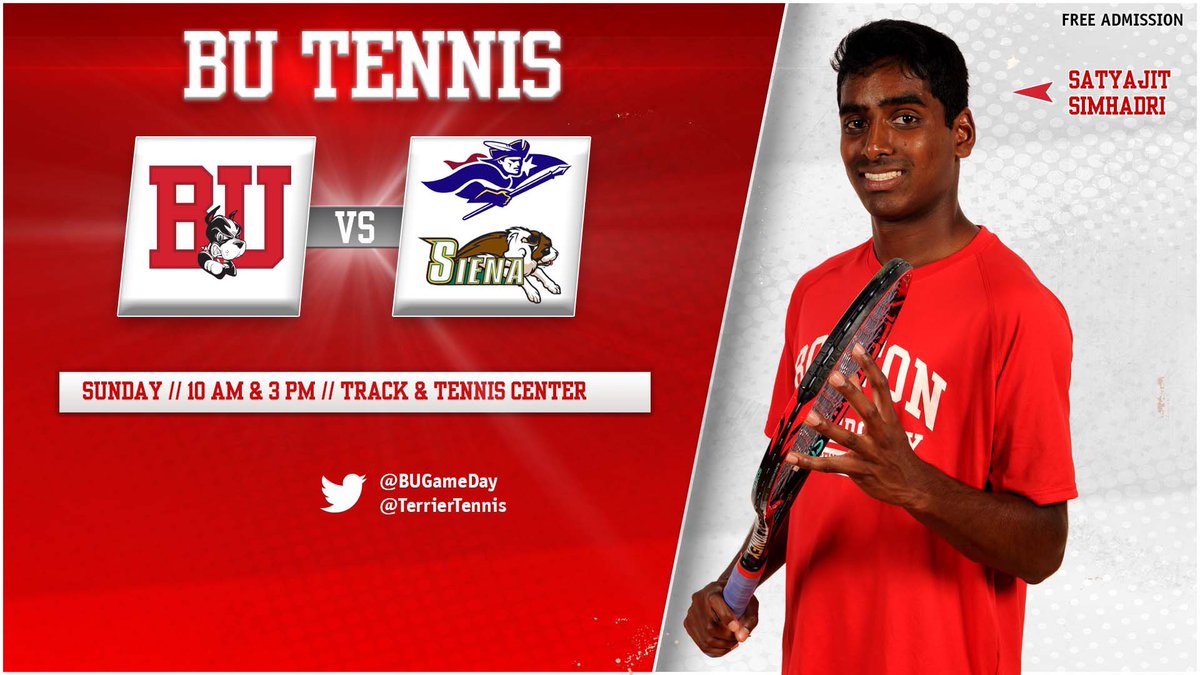 BU TENNIS
FREE ADMISSION
SATYAJIT
SIMHADRI
BU
VS
SIENA
SUNDAY // 10 AM & 3 PM // TRACK & TENNIS CENTER
@BUGameDay
@TerrierTennis